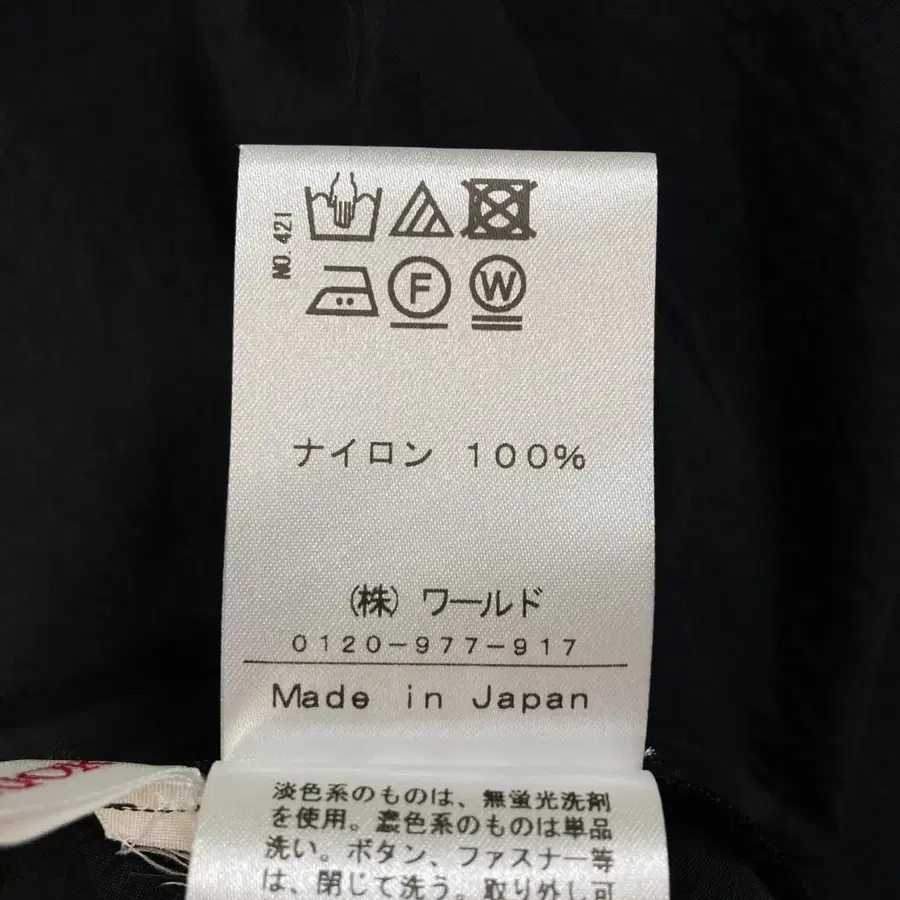 NO. 421
F
W
ナイロン 100%
(株) ワールド
0120-977-917
Made in Japan
淡色系のものは、無蛍光洗剤
を使用。濃色系のものは単品
洗い。ボタン、ファスナー等
は、閉じて洗う。取り外し可